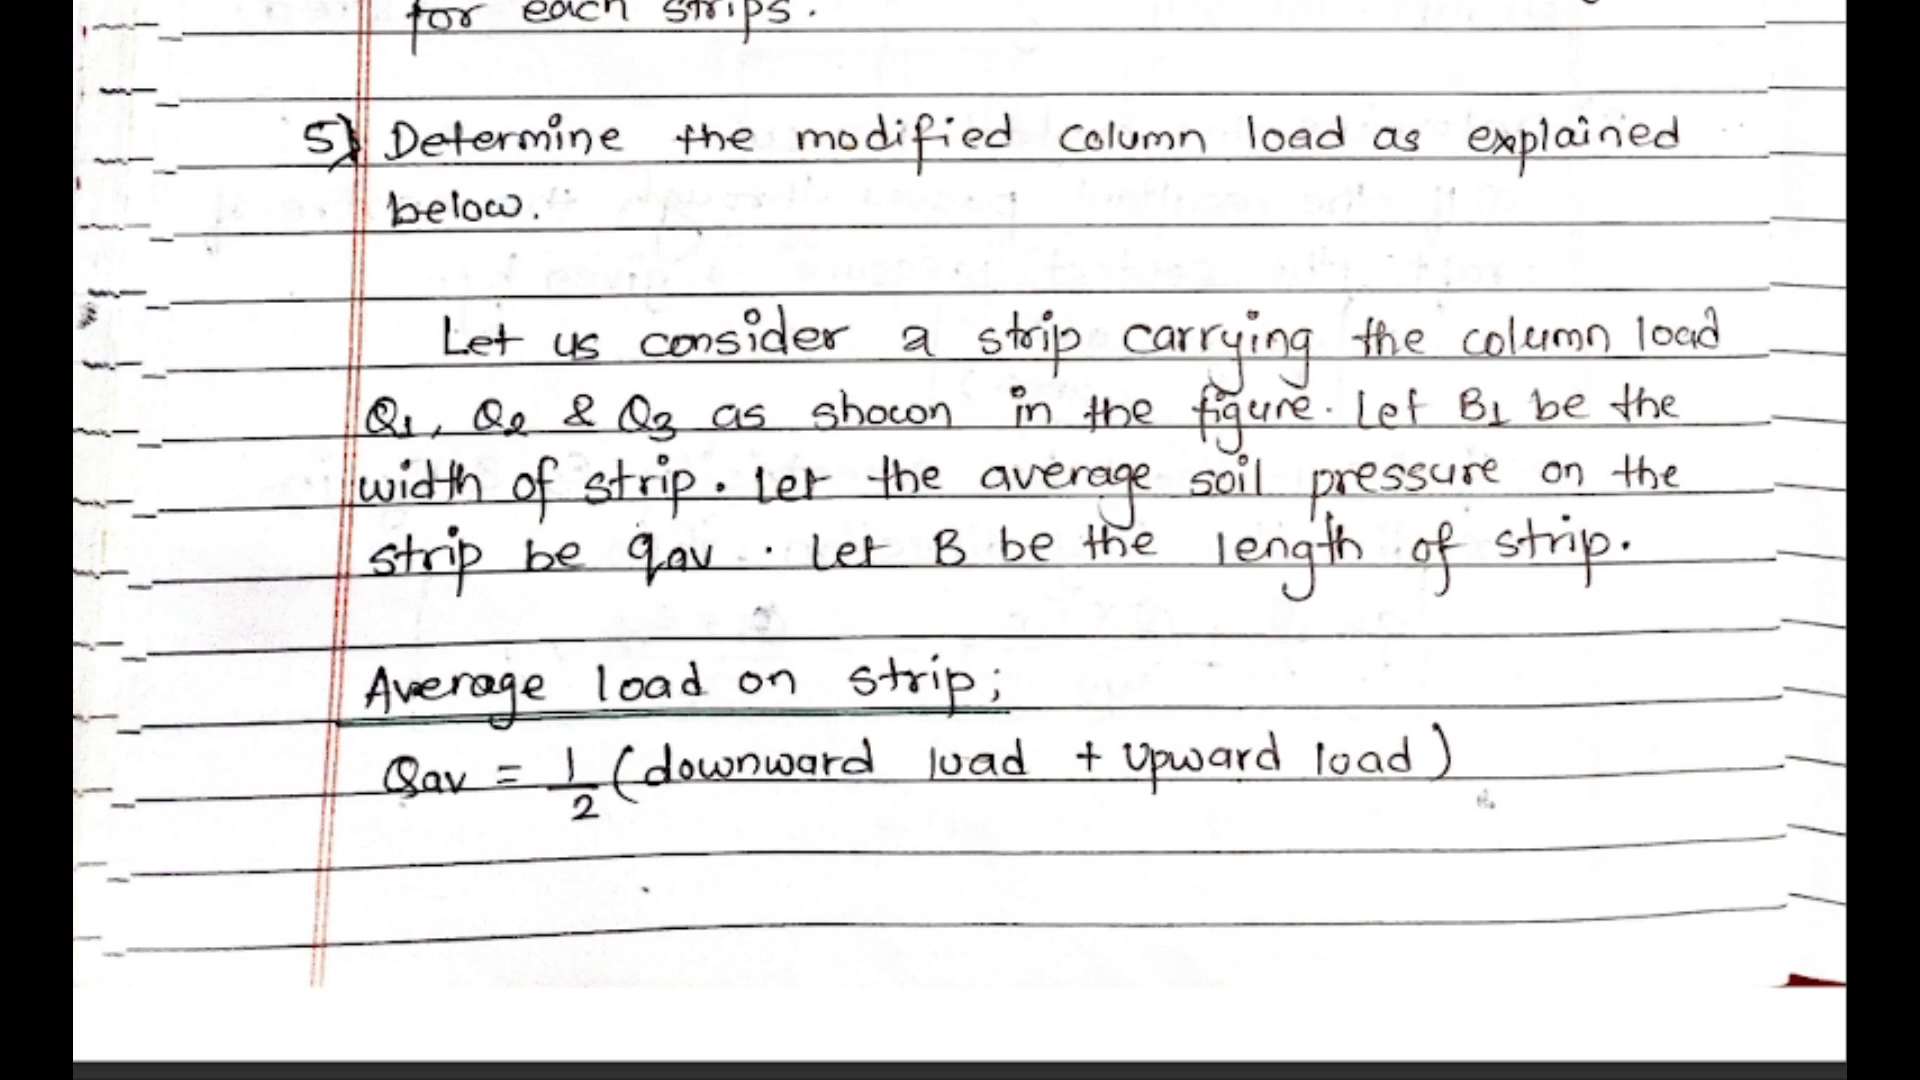 for each strips.
5) Determine the modified column load as explained
below.
Let us consider a strip carrying the column load
Q1, Q2 & Q3 as shown in the figure. Let B1 be the
width of strip. Let the average soil pressure on the
strip be qav. Let B be the length of strip.
Average load on strip;
Qav = 1/2 (downward load + Upward load)